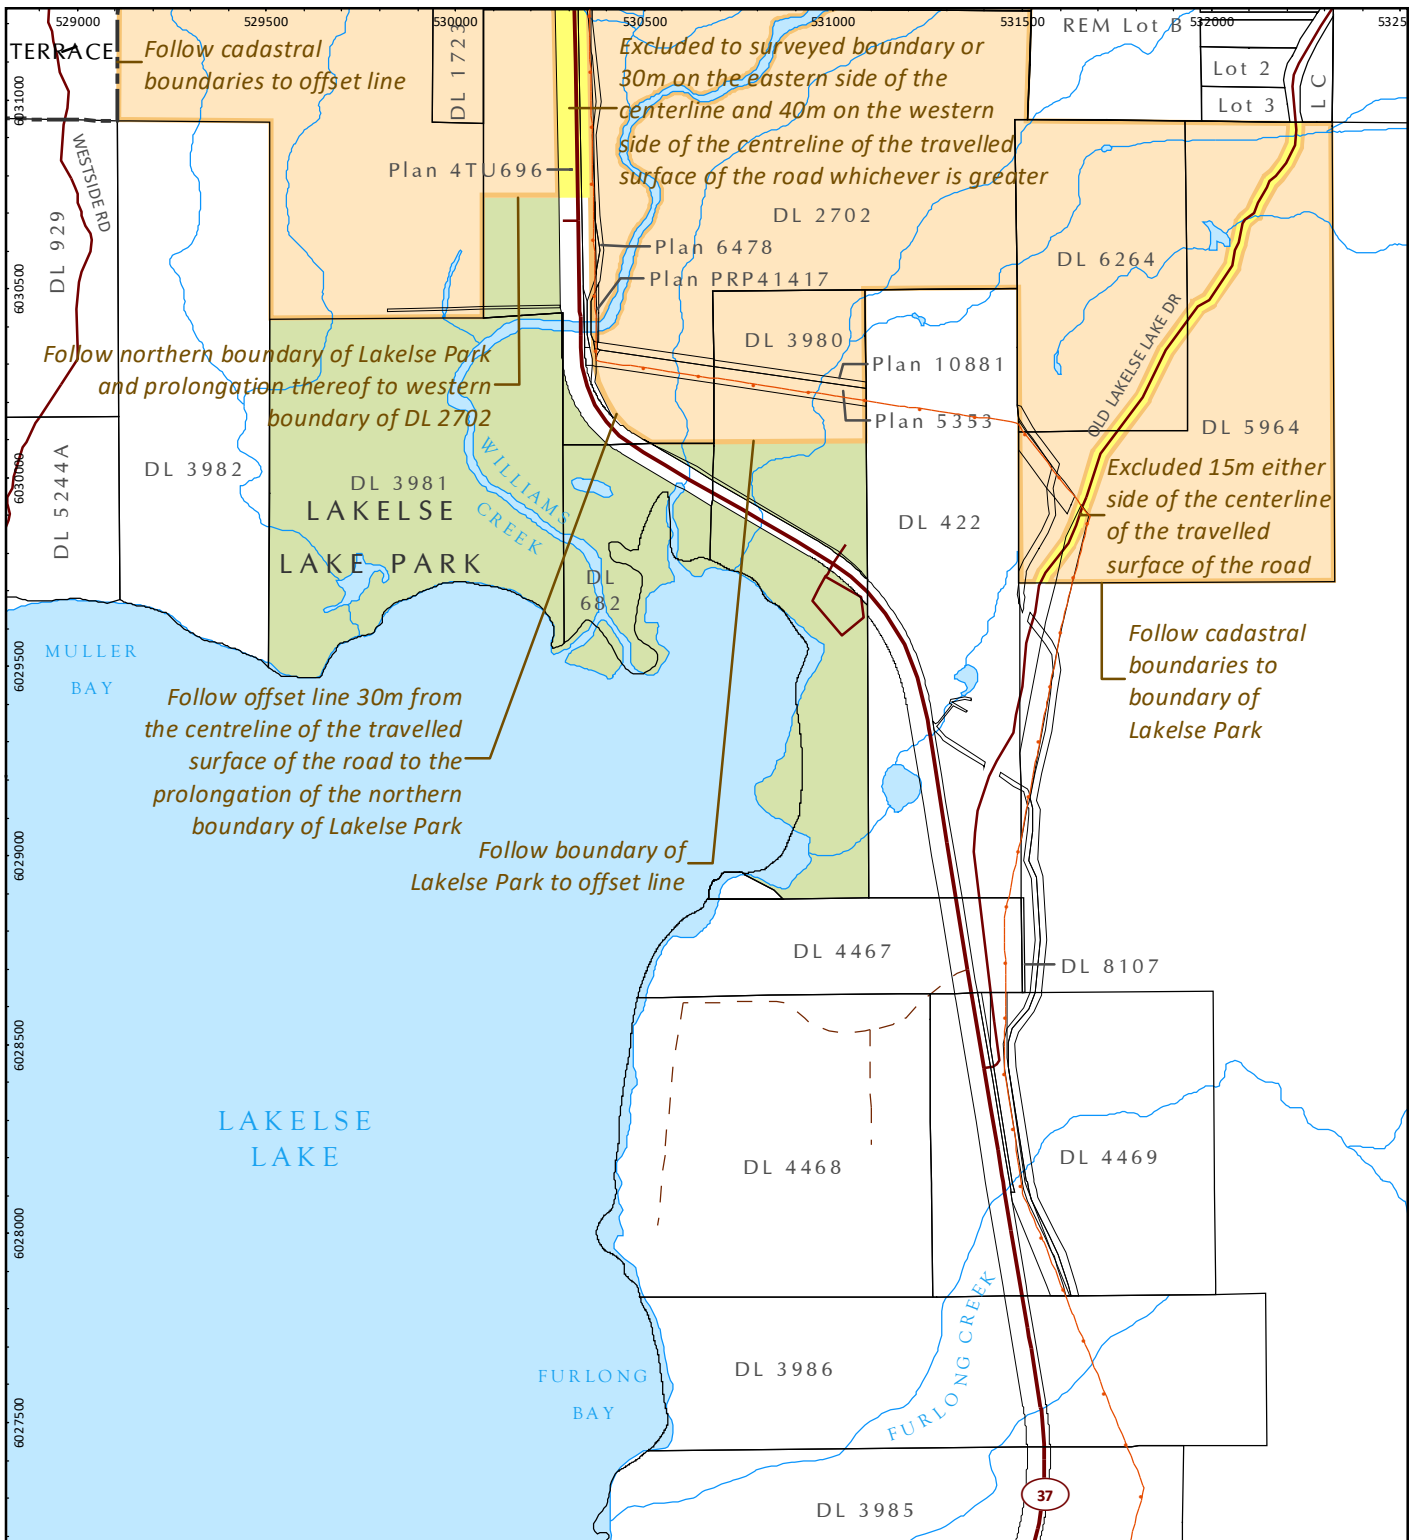 5290000
529500
530000
530500
531000
531500
532000
5325
TERRACE
Follow cadastral
boundaries to offset line
DL 1723
Excluded to surveyed boundary or
30m on the eastern side of the
centerline and 40m on the western
side of the centreline of the travelled
surface of the road whichever is greater
REM Lot B
Lot 2
Lot 3
L C
6031000
WESTSIDE RD
Plan 4TU696
DL 929
DL 2702
Plan 6478
Plan PRP41417
DL 6264
6030500
OLD LAKELSE LAKE DR
DL 3980
Plan 10881
Plan 5353
Follow northern boundary of Lakelse Park
and prolongation thereof to western
boundary of DL 2702
DL 5964
DL 5244A
DL 3982
6030000
DL 3981
LAKELSE
LAKE PARK
WILLIAMS
CREEK
DL 422
Excluded 15m either
side of the centerline
of the travelled
surface of the road
DL
682
MULLER
BAY
6029500
Follow cadastral
boundaries to
boundary of
Lakelse Park
Follow offset line 30m from
the centreline of the travelled
surface of the road to the
prolongation of the northern
boundary of Lakelse Park
6029000
Follow boundary of
Lakelse Park to offset line
DL 4467
DL 8107
6028500
LAKELSE
LAKE
DL 4468
DL 4469
6028000
FURLONG CREEK
DL 3986
FURLONG
BAY
6027500
37
DL 3985